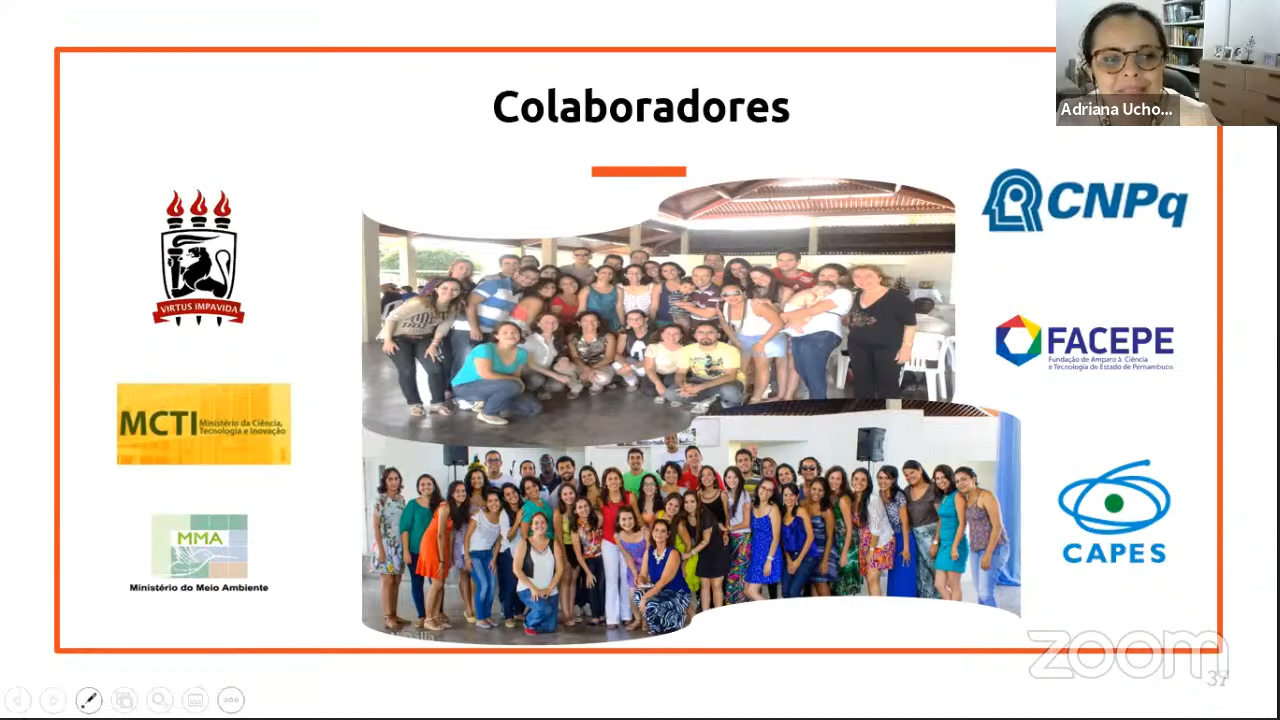 Colaboradores
Adriana Ucho...
VIRTUS IMPAVIDA
MCTI
Ministério da Ciência,
Tecnologia e Inovação
MMA
Ministério do Meio Ambiente
CNPq
FACEPE
Fundação de Amparo à Ciência
e Tecnologia do Estado de Pernambuco
CAPES
zoom
37